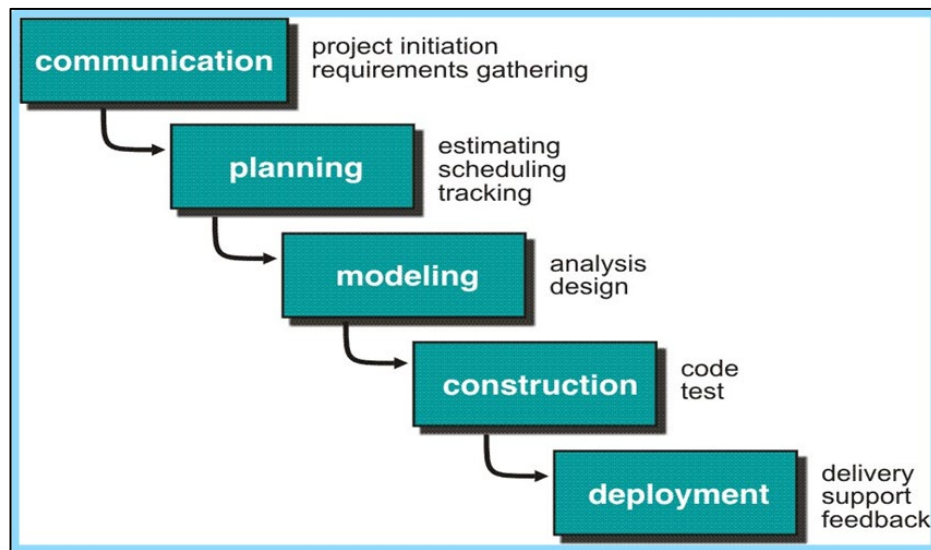 communication
project initiation
requirements gathering
planning
estimating
scheduling
tracking
modeling
analysis
design
construction
code
test
deployment
delivery
support
feedback